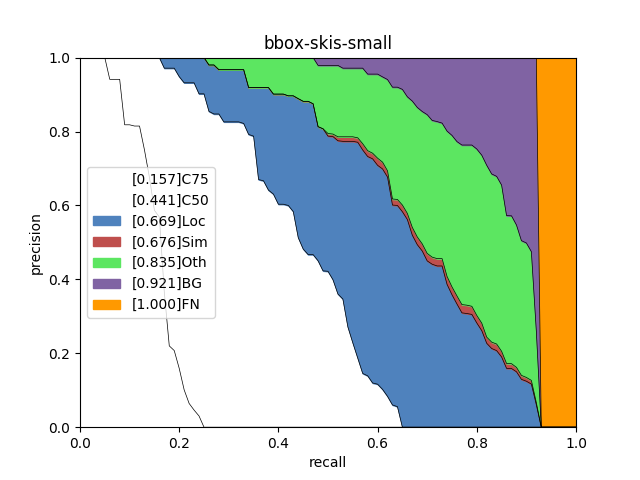 bbox-skis-small
1.0
0.8
0.6
0.4
0.2
0.0
precision
[0.157]C75
[0.441]C50
[0.669]Loc
[0.676]Sim
[0.835]Oth
[0.921]BG
[1.000]FN
0.0 0.2 0.4 0.6 0.8 1.0
recall